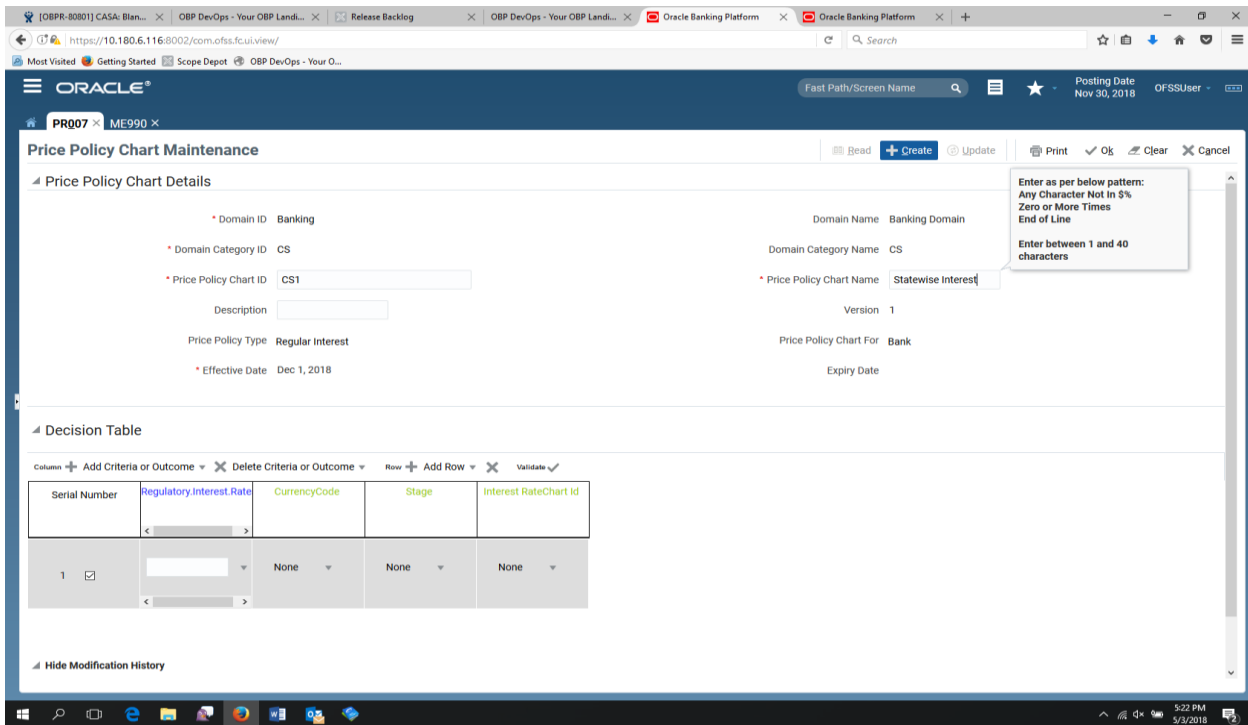 [OBPR-80801] CASA: Blan... OBP DevOps - Your OBP Landi... Release Backlog OBP DevOps - Your OBP Landi... Oracle Banking Platform Oracle Banking Platform
https://10.180.6.116:8002/com.ofss.fc.ui.view/ Search
Most Visited Getting Started Scope Depot OBP DevOps - Your O...
ORACLE® Fast Path/Screen Name Posting Date OFSSUser
Nov 30, 2018
PR007 ME990
Price Policy Chart Maintenance Read Create Update Print Ok Clear Cancel
Price Policy Chart Details
Enter as per below pattern:
Any Character Not In $%
Zero or More Times
End of Line
Enter between 1 and 40
characters
* Domain ID Banking Domain Name Banking Domain
* Domain Category ID CS Domain Category Name CS
* Price Policy Chart ID CS1 * Price Policy Chart Name Statewise Interest
Description Version 1
Price Policy Type Regular Interest Price Policy Chart For Bank
* Effective Date Dec 1, 2018 Expiry Date
Decision Table
Column Add Criteria or Outcome Delete Criteria or Outcome Row Add Row Validate
Serial Number Regulatory.Interest.Rate CurrencyCode Stage Interest RateChart Id
1 None None None
Hide Modification History
5:22 PM
5/3/2018